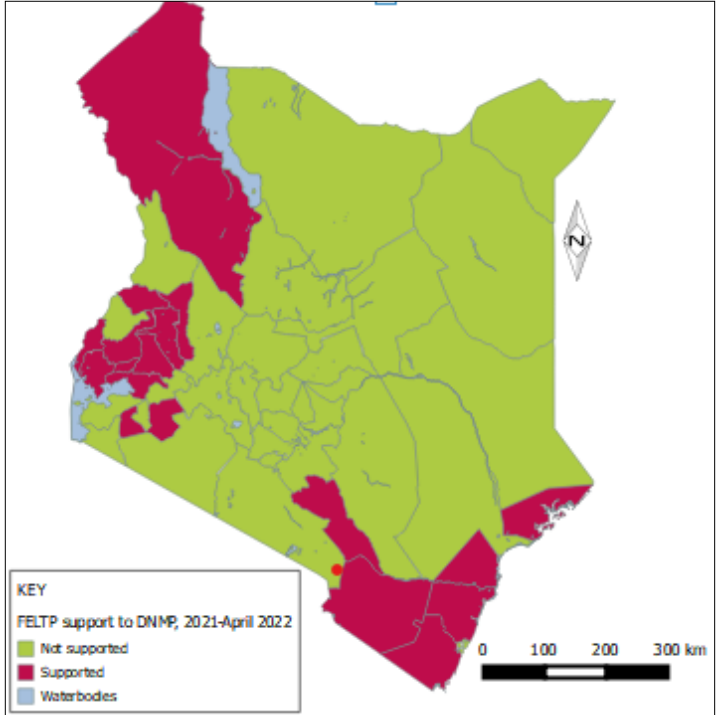 N
KEY
FELTP support to DNMP, 2021-April 2022
Not supported
Supported
Waterbodies
0 100 200 300 km